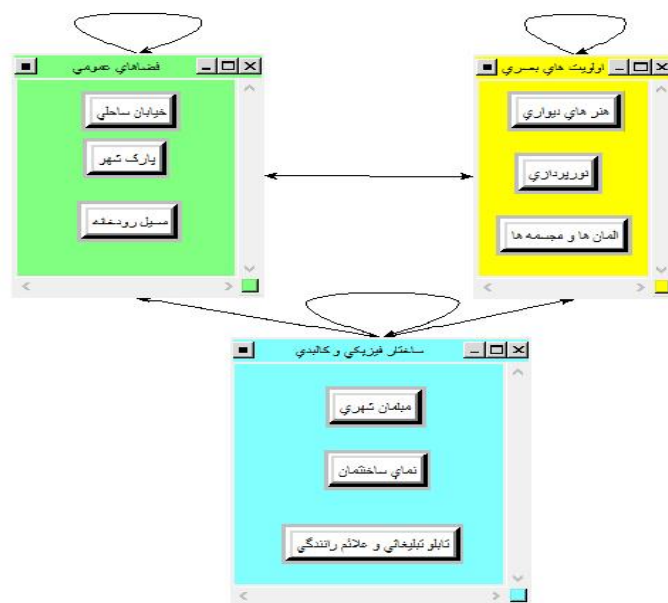 فضاهاي عمومي
خيابان ساحلي
پارک شهر
مسيل رودخانه
اولويت هاي بصري
هنر هاي ديواري
نورپردازي
المان ها و مجسمه ها
ساختار فيزيکي و کالبدي
مبلمان شهري
نماي ساختمان
تابلو تبليغاتي و علائم رانندگي